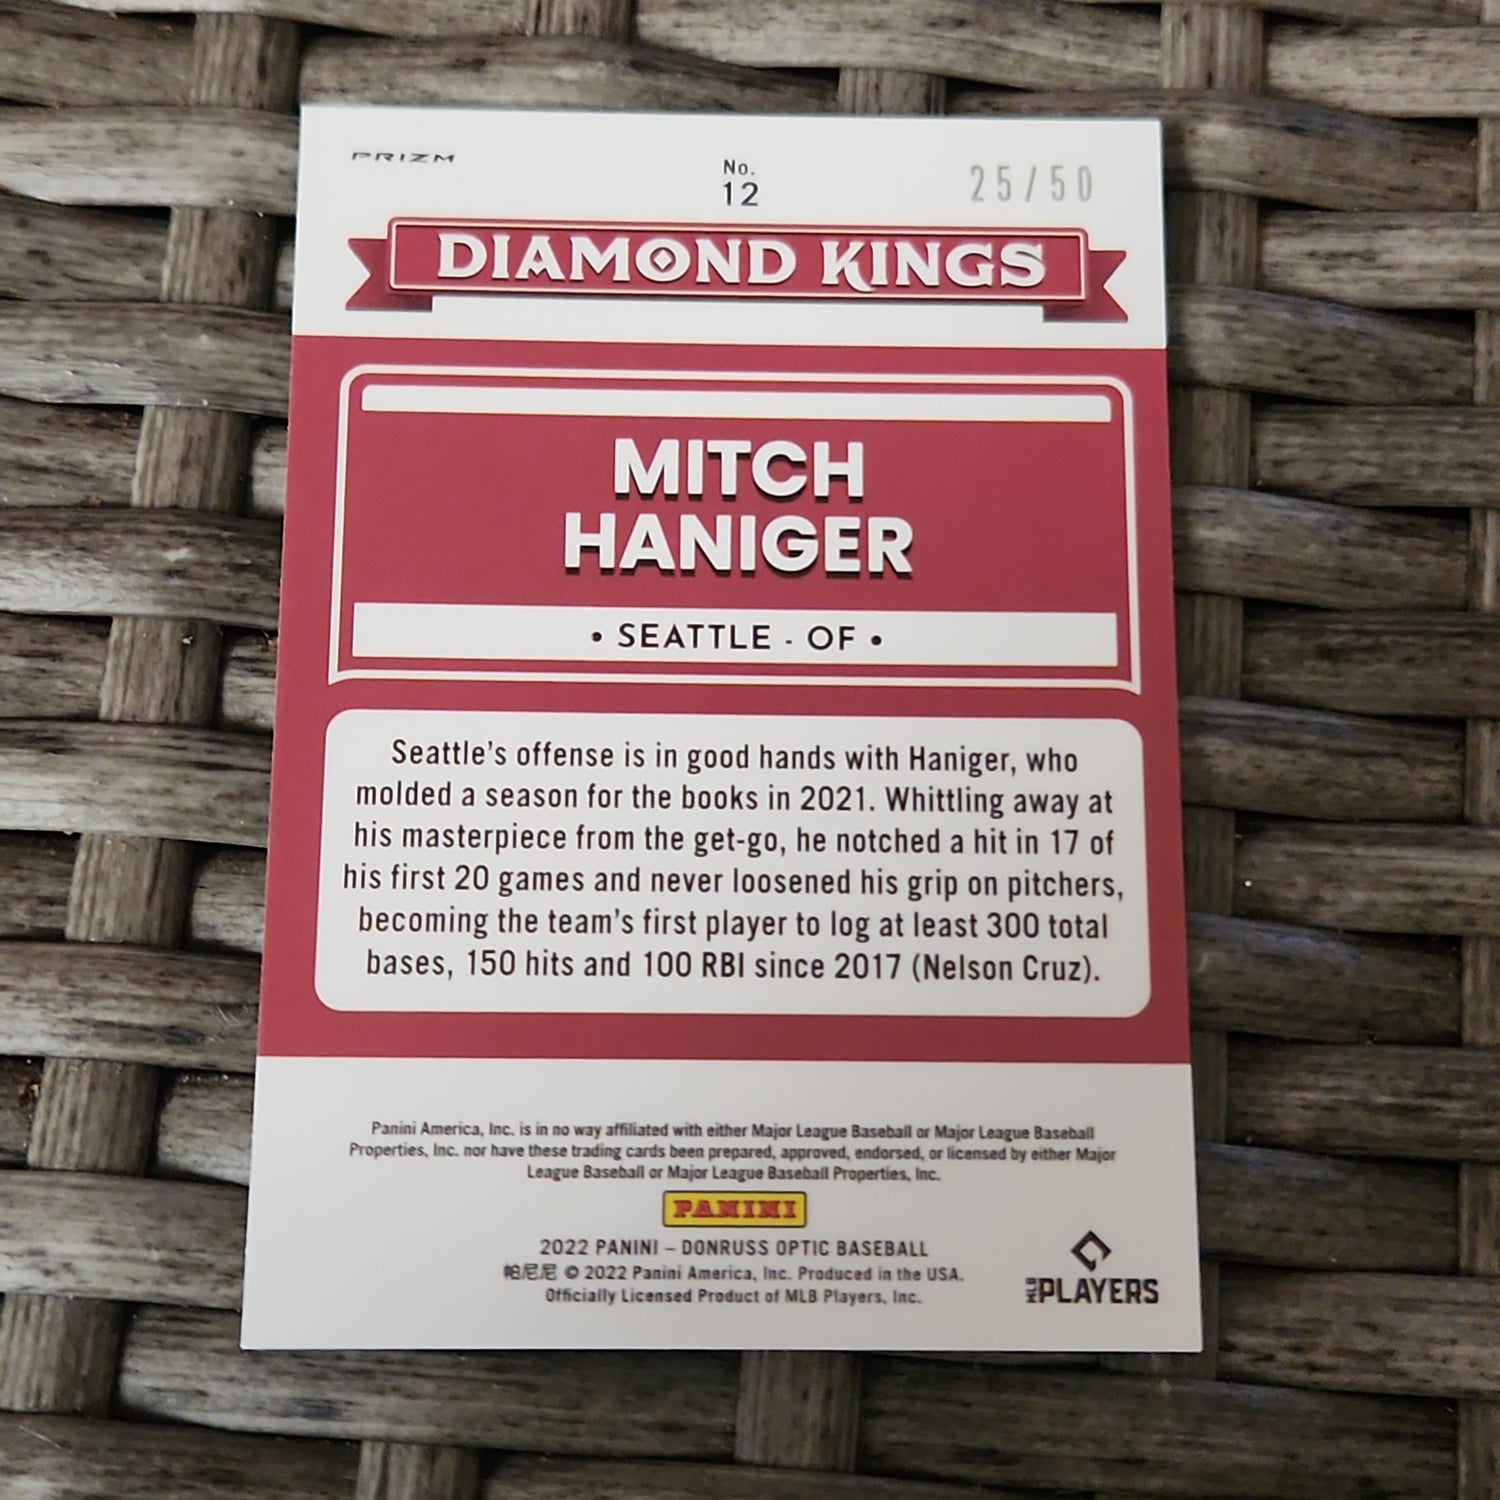 PRIZM
No.
12
25/50
DIAMOND KINGS
MITCH
HANIGER
• SEATTLE - OF •
Seattle's offense is in good hands with Haniger, who
molded a season for the books in 2021. Whittling away at
his masterpiece from the get-go, he notched a hit in 17 of
his first 20 games and never loosened his grip on pitchers,
becoming the team's first player to log at least 300 total
bases, 150 hits and 100 RBI since 2017 (Nelson Cruz).
Panini America, Inc. is in no way affiliated with either Major League Baseball or Major League Baseball
Properties, Inc. nor have these trading cards been prepared, approved, endorsed, or licensed by either Major
League Baseball or Major League Baseball Properties, Inc.
PANINI
2022 PANINI – DONRUSS OPTIC BASEBALL
帕尼尼 © 2022 Panini America, Inc. Produced in the USA.
Officially Licensed Product of MLB Players, Inc.
MLB PLAYERS